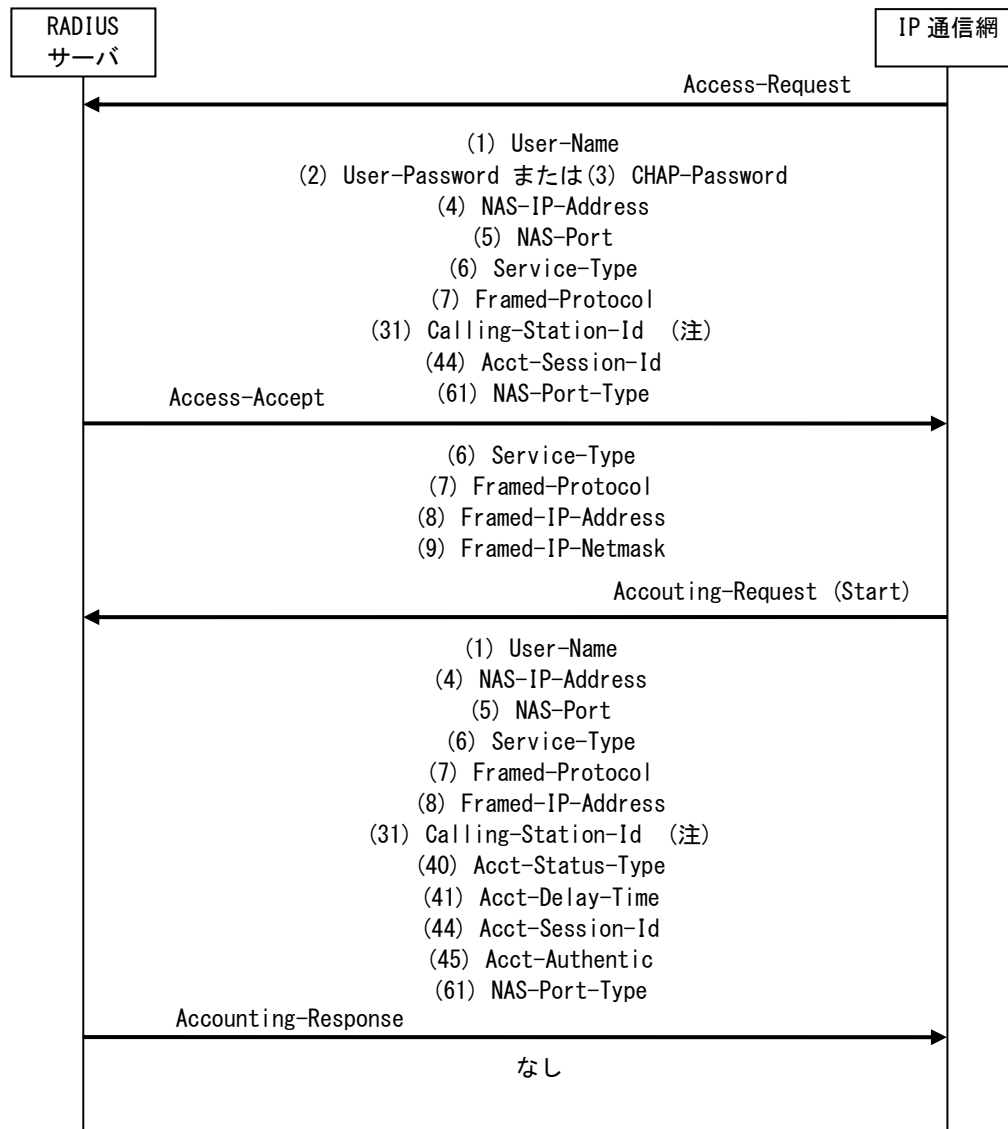 RADIUS
サーバ
IP 通信網
Access-Request
(1) User-Name
(2) User-Password または(3) CHAP-Password
(4) NAS-IP-Address
(5) NAS-Port
(6) Service-Type
(7) Framed-Protocol
(31) Calling-Station-Id (注)
(44) Acct-Session-Id
(61) NAS-Port-Type
Access-Accept
(6) Service-Type
(7) Framed-Protocol
(8) Framed-IP-Address
(9) Framed-IP-Netmask
Accouting-Request (Start)
(1) User-Name
(4) NAS-IP-Address
(5) NAS-Port
(6) Service-Type
(7) Framed-Protocol
(8) Framed-IP-Address
(31) Calling-Station-Id (注)
(40) Acct-Status-Type
(41) Acct-Delay-Time
(44) Acct-Session-Id
(45) Acct-Authentic
(61) NAS-Port-Type
Accounting-Response
なし